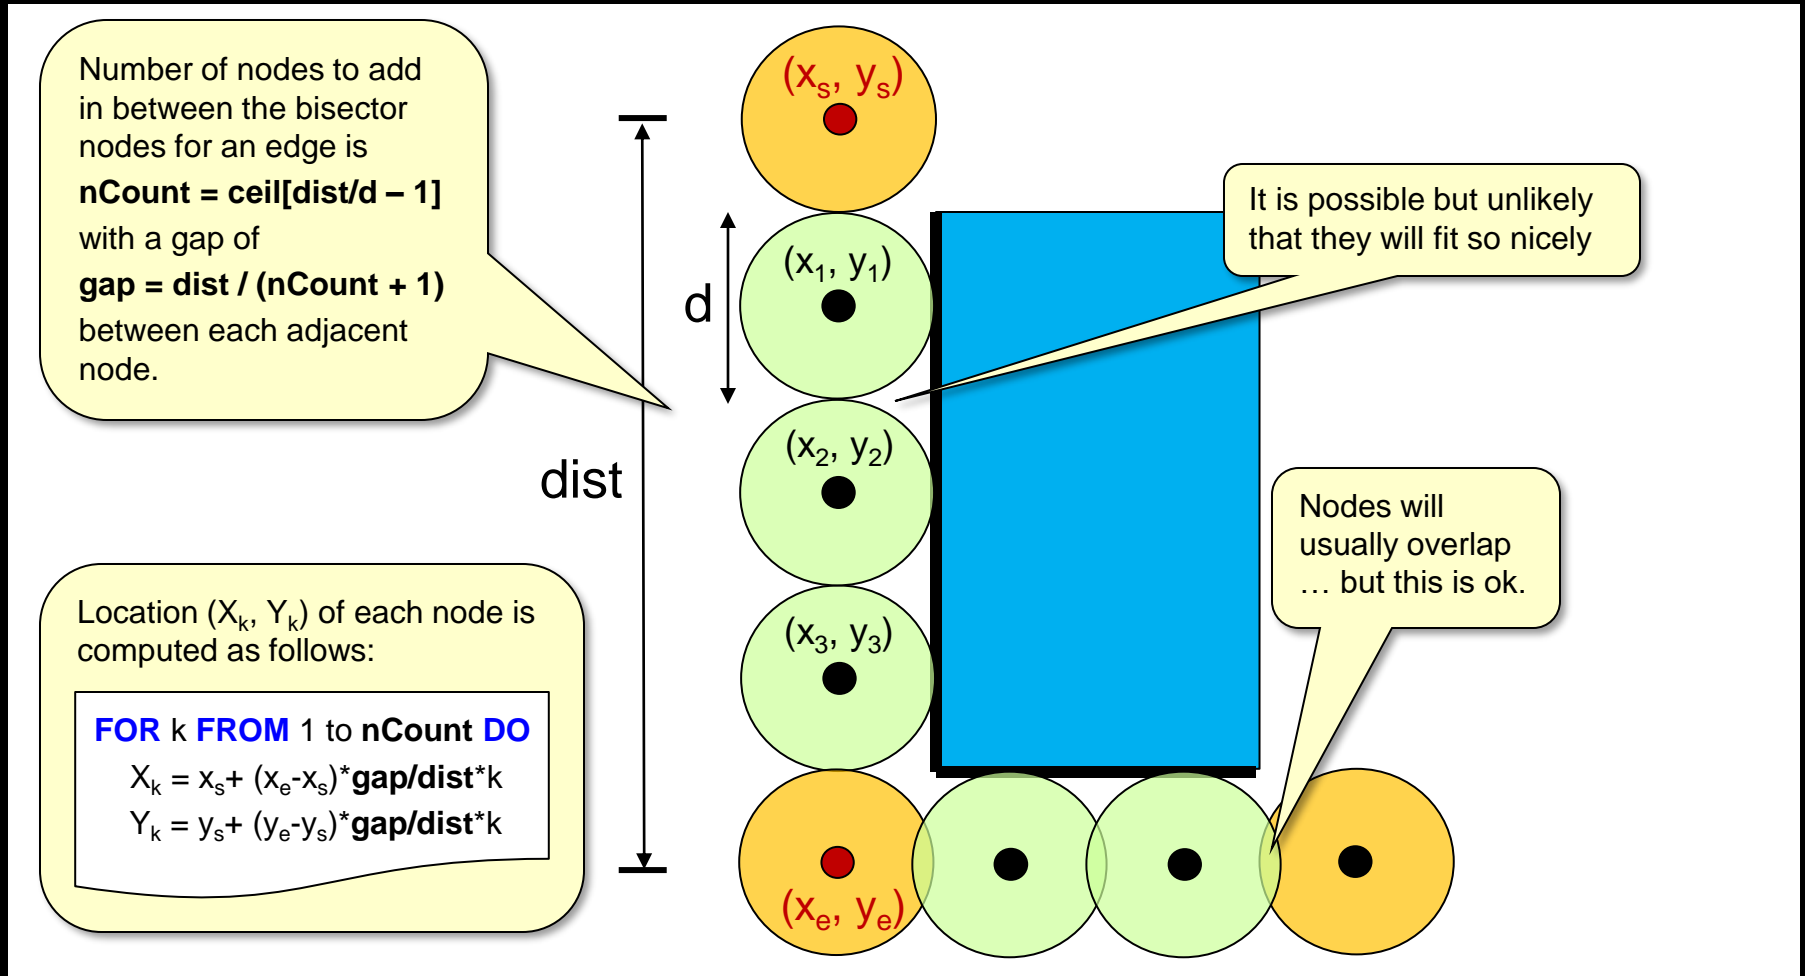 Number of nodes to add
in between the bisector
nodes for an edge is
nCount = ceil[dist/d – 1]
with a gap of
gap = dist / (nCount + 1)
between each adjacent
node.
(xₛ, yₛ)
It is possible but unlikely
that they will fit so nicely
(x₁, y₁)
d
(x₂, y₂)
dist
Nodes will
usually overlap
… but this is ok.
(x₃, y₃)
Location (Xₖ, Yₖ) of each node is
computed as follows:
FOR k FROM 1 to nCount DO
Xₖ = xₛ+ (xₑ-xₛ)*gap/dist*k
Yₖ = yₛ+ (yₑ-yₛ)*gap/dist*k
(xₑ, yₑ)